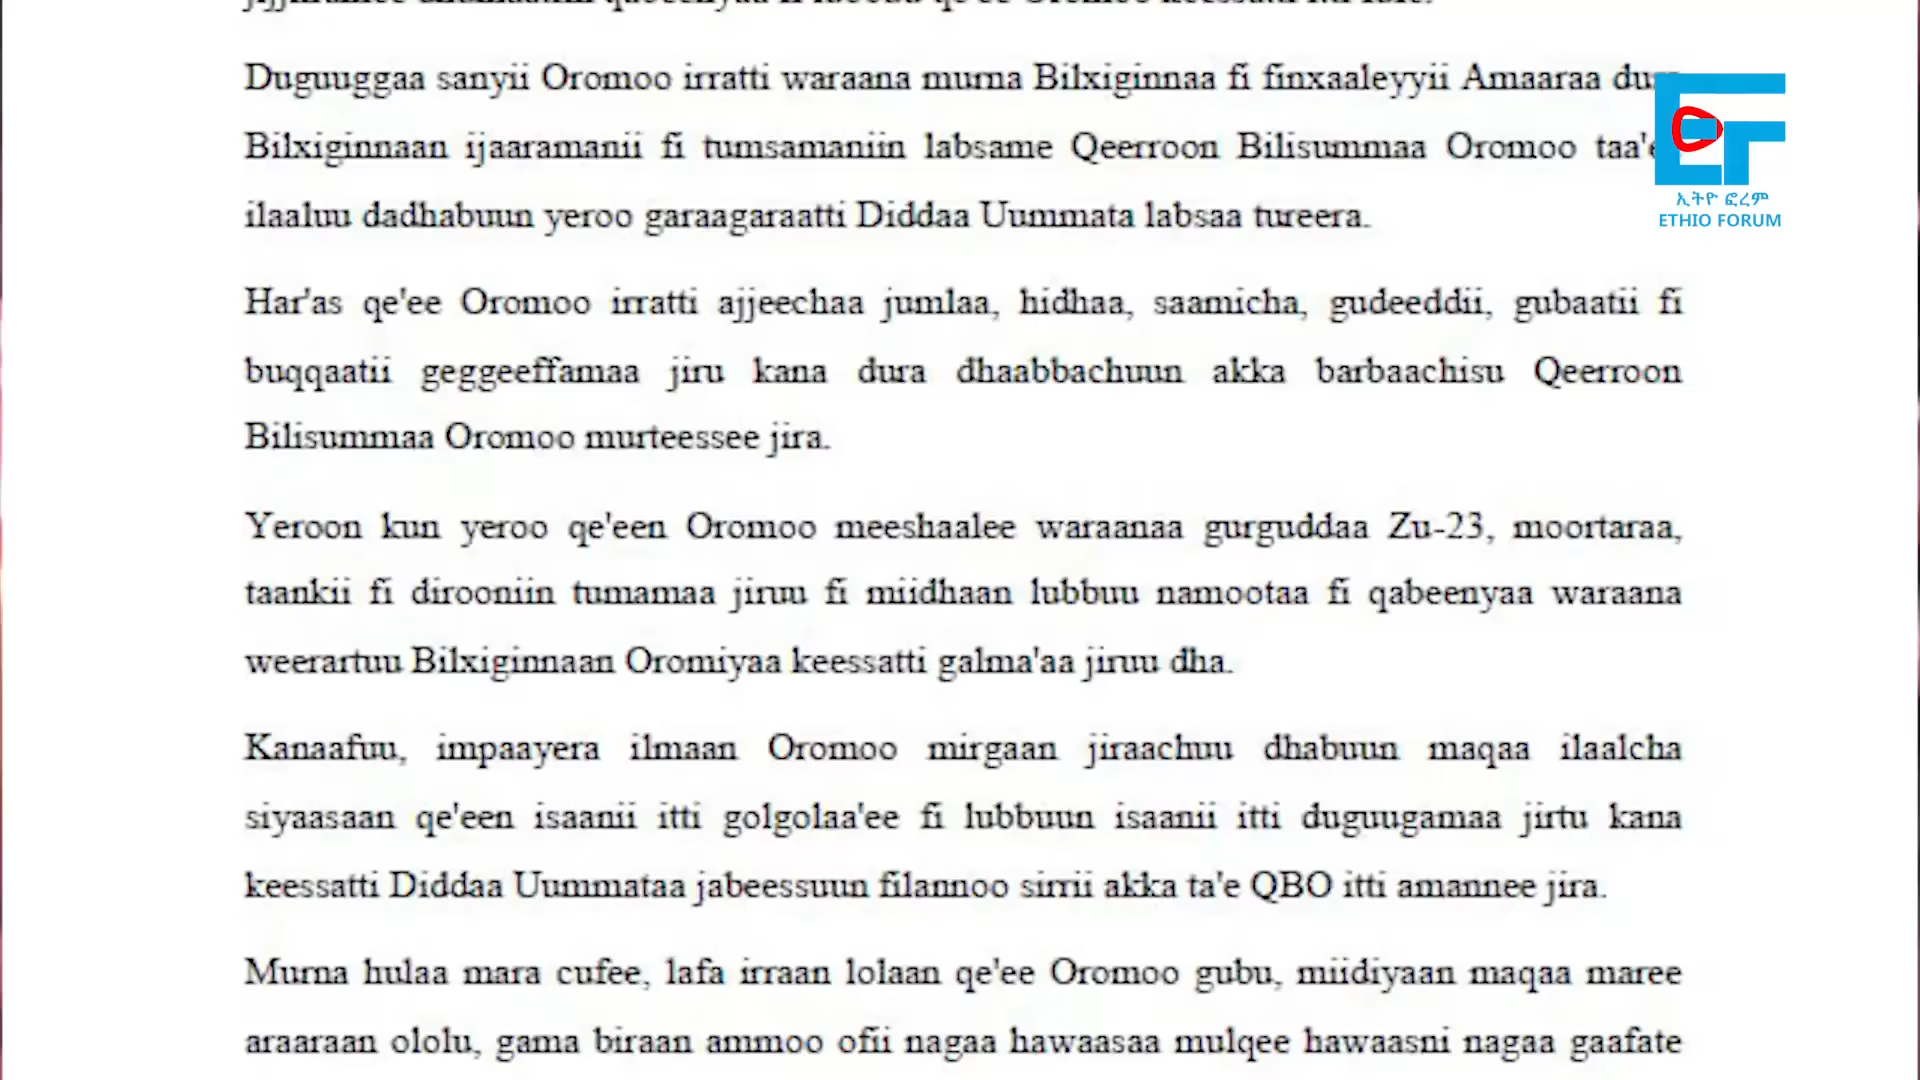 Duguuggaa sanyii Oromoo irratti waraana murna Bilxiginnaa fi finxaaleyyii Amaaraa
Bilxiginnaan ijaaramanii fi tumsamaniin labsame Qeerroon Bilisummaa Oromoo
ilaaluu dadhabuun yeroo garaagaraatti Diddaa Uummata labsaa tureera.
Har'as qe'ee Oromoo irratti ajjeechaa jumlaa, hidhaa, saamicha, gudeeddii, gubaatii fi
buqqaatii geggeeffamaa jiru kana dura dhaabbachuun akka barbaachisu Qeerroon
Bilisummaa Oromoo murteessee jira.
Yeroon kun yeroo qe'een Oromoo meeshaalee waraanaa gurguddaa Zu-23, moortaraa,
taankii fi dirooniin tumamaa jiruu fi miidhaan lubbuu namootaa fi qabeenyaa waraana
weerartuu Bilxiginnaan Oromiyaa keessatti galma'aa jiruu dha.
Kanaafuu, impaayera ilmaan Oromoo mirgaan jiraachuu dhabuun maqaa ilaalcha
siyaasaan qe'een isaanii itti golgolaa'ee fi lubbuun isaanii itti duguugamaa jirtu kana
keessatti Diddaa Uummataa jabeessuun filannoo sirrii akka ta'e QBO itti amannee jira.
Murna hulaa mara cufee, lafa irraan lolaan qe'ee Oromoo gubu, miidiyaan maqaa maree
araaraan ololu, gama biraan ammoo ofii nagaa hawaasaa mulqee hawaasni nagaa gaafate
ኢትዮ ፎረም
ETHIO FORUM